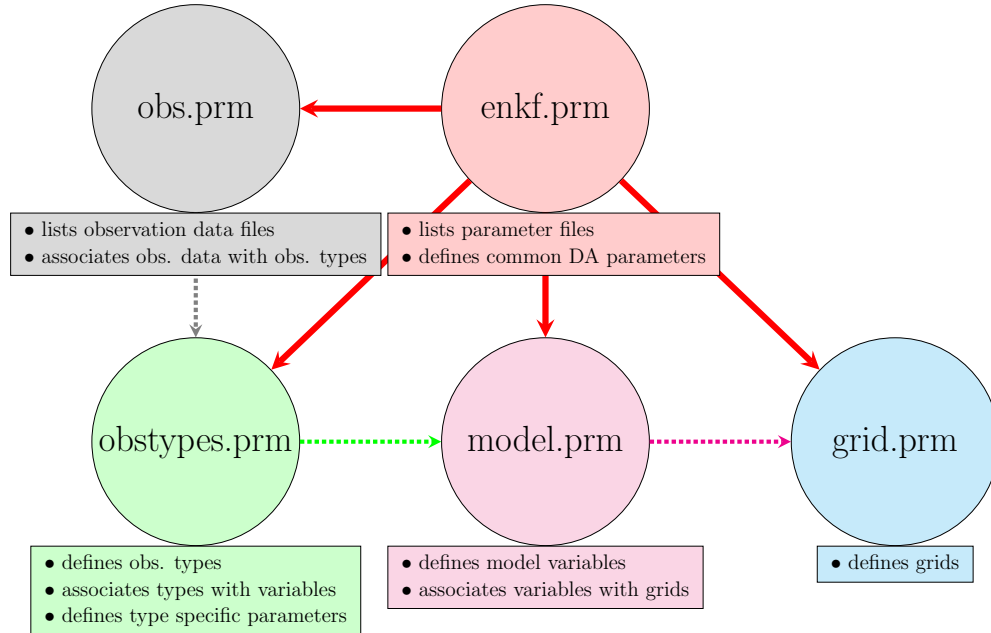 obs.prm
enkf.prm
• lists observation data files
• associates obs. data with obs. types
• lists parameter files
• defines common DA parameters
obstypes.prm
model.prm
grid.prm
• defines obs. types
• associates types with variables
• defines type specific parameters
• defines model variables
• associates variables with grids
• defines grids